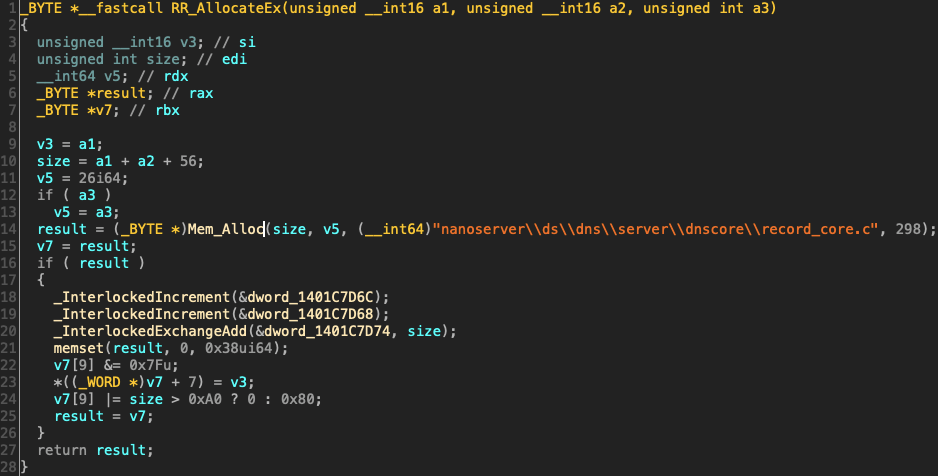 1 _BYTE *__fastcall RR_AllocateEx(unsigned __int16 a1, unsigned __int16 a2, unsigned int a3)
2 {
3   unsigned __int16 v3; // si
4   unsigned int size; // edi
5   __int64 v5; // rdx
6   _BYTE *result; // rax
7   _BYTE *v7; // rbx
8
9   v3 = a1;
10   size = a1 + a2 + 56;
11   v5 = 26i64;
12   if ( a3 )
13     v5 = a3;
14   result = (_BYTE *)Mem_Alloc(size, v5, (__int64)"nanoserver\\ds\\dns\\server\\dnscore\\record_core.c", 298);
15   v7 = result;
16   if ( result )
17   {
18     _InterlockedIncrement(&dword_1401C7D6C);
19     _InterlockedIncrement(&dword_1401C7D68);
20     _InterlockedExchangeAdd(&dword_1401C7D74, size);
21     memset(result, 0, 0x38ui64);
22     v7[9] &= 0x7Fu;
23     *((_WORD *)v7 + 7) = v3;
24     v7[9] |= size > 0xA0 ? 0 : 0x80;
25     result = v7;
26   }
27   return result;
28 }